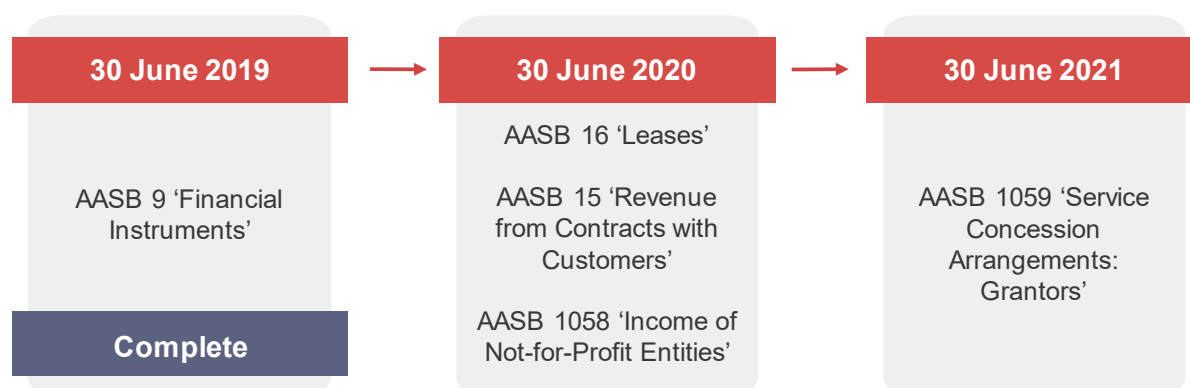 30 June 2019
30 June 2020
30 June 2021
AASB 9 ‘Financial
Instruments’
Complete
AASB 16 ‘Leases’
AASB 15 ‘Revenue
from Contracts with
Customers’
AASB 1058 ‘Income of
Not-for-Profit Entities’
AASB 1059 ‘Service
Concession
Arrangements:
Grantors’